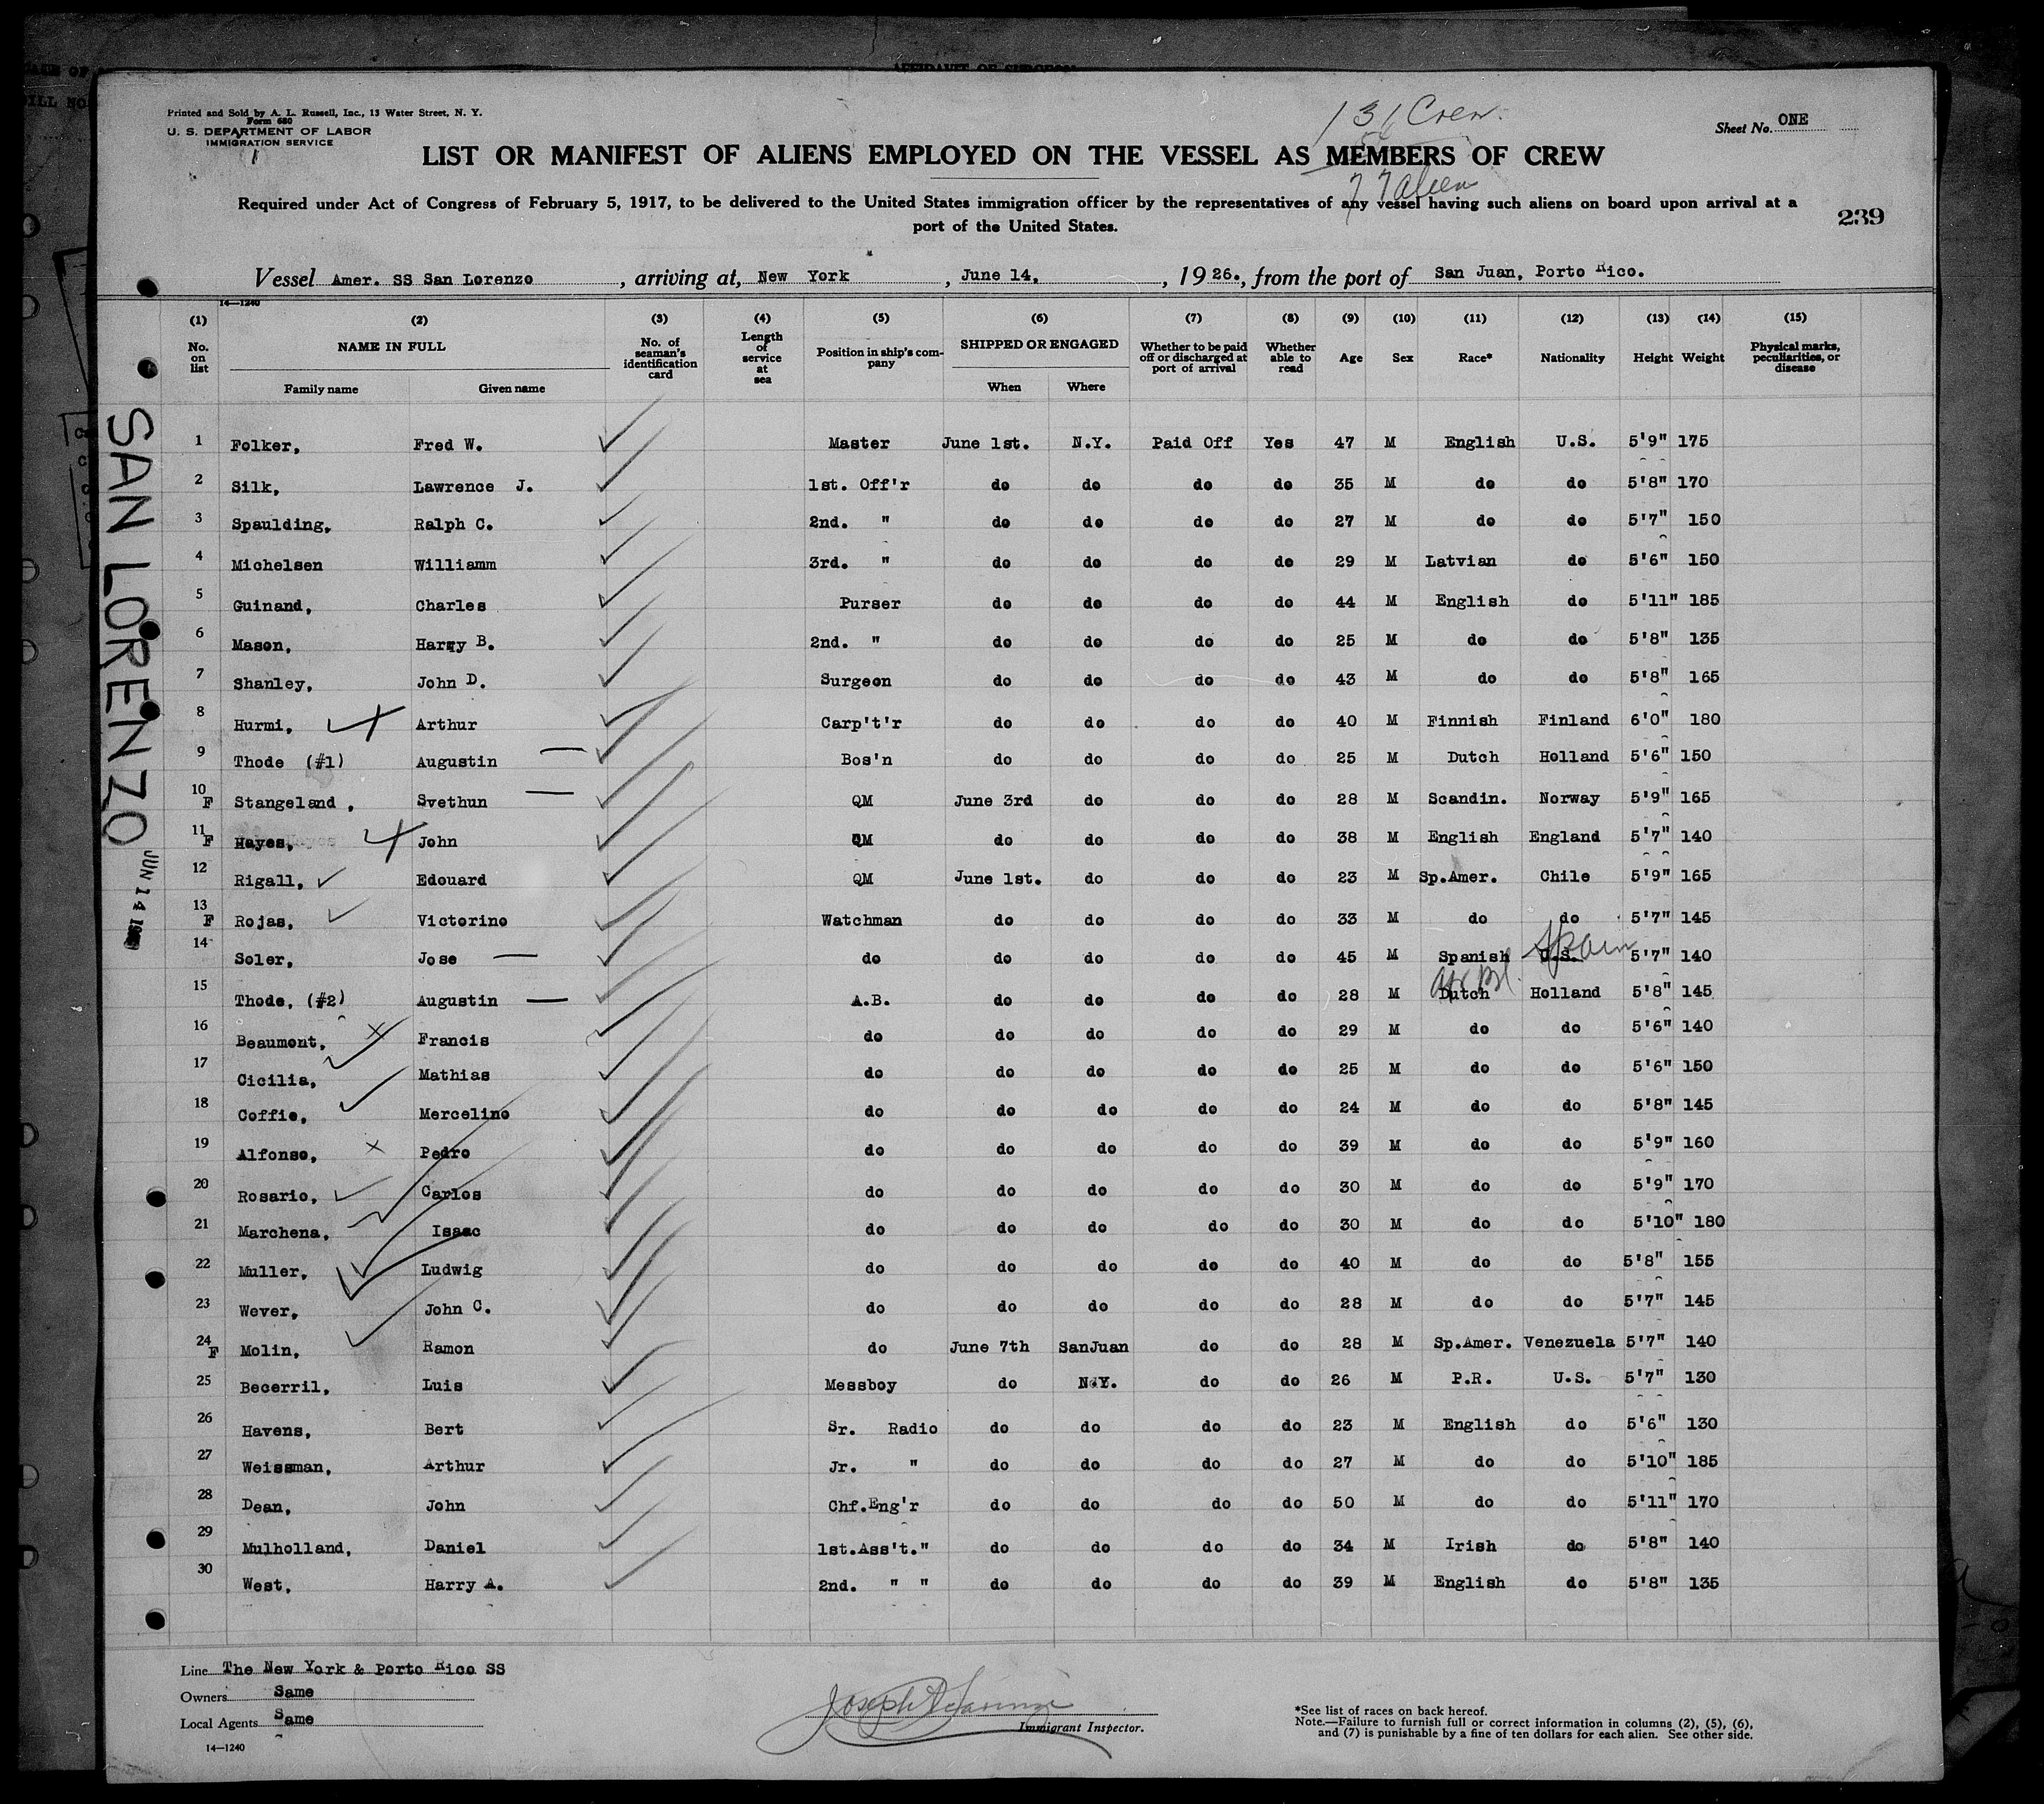 AFFIDAVIT OF SURGEON
Printed and Sold by A. L. Russell, Inc., 13 Water Street, N. Y.
Form 680
U. S. DEPARTMENT OF LABOR
IMMIGRATION SERVICE
131 Crew.
Sheet No. ONE
LIST OR MANIFEST OF ALIENS EMPLOYED ON THE VESSEL AS MEMBERS OF CREW
77 alien
Required under Act of Congress of February 5, 1917, to be delivered to the United States immigration officer by the representatives of any vessel having such aliens on board upon arrival at a
port of the United States.
239
Vessel Amer. SS San Lorenzo, arriving at, New York, June 14, 1926., from the port of San Juan, Porto Rico.
14—1240
(1) (2) (3) (4) (5) (6) (7) (8) (9) (10) (11) (12) (13) (14) (15)
No. on list NAME IN FULL Family name Given name No. of seaman's identification card Length of service at sea Position in ship's company SHIPPED OR ENGAGED When Where Whether to be paid off or discharged at port of arrival Whether able to read Age Sex Race* Nationality Height Weight Physical marks, peculiarities, or disease
SAN LORENZO
JUN 14
1 Folker, Fred W. Master June 1st. N.Y. Paid Off Yes 47 M English U.S. 5'9" 175
2 Silk, Lawrence J. 1st. Off'r do do do do 35 M do do 5'8" 170
3 Spaulding, Ralph C. 2nd. " do do do do 27 M do do 5'7" 150
4 Michelsen Williamm 3rd. " do do do do 29 M Latvian do 5'6" 150
5 Guinand, Charles Purser do do do do 44 M English do 5'11" 185
6 Mason, Harry B. 2nd. " do do do do 25 M do do 5'8" 135
7 Shanley, John D. Surgeon do do do do 43 M do do 5'8" 165
8 Hurmi, Arthur Carp't'r do do do do 40 M Finnish Finland 6'0" 180
9 Thode (#1) Augustin Bos'n do do do do 25 M Dutch Holland 5'6" 150
10 F Stangeland, Svethun QM June 3rd do do do 28 M Scandin. Norway 5'9" 165
11 F Hayes, John QM do do do do 38 M English England 5'7" 140
12 Rigall, Edouard QM June 1st. do do do 23 M Sp.Amer. Chile 5'9" 165
13 F Rojas, Victorino Watchman do do do do 33 M do do 5'7" 145
14 Soler, Jose do do do do do 45 M Spanish U.S. Spain 5'7" 140
15 Thode, (#2) Augustin A.B. do do do do 28 M Dutch Afr Bl. Holland 5'8" 145
16 Beaumont, Francis do do do do do 29 M do do 5'6" 140
17 Cicilia, Mathias do do do do do 25 M do do 5'6" 150
18 Coffie, Mercelino do do do do do 24 M do do 5'8" 145
19 Alfonso, Pedro do do do do do 39 M do do 5'9" 160
20 Rosario, Carlos do do do do do 30 M do do 5'9" 170
21 Marchena, Isaac do do do do do 30 M do do 5'10" 180
22 Muller, Ludwig do do do do do 40 M do do 5'8" 155
23 Wever, John C. do do do do do 28 M do do 5'7" 145
24 F Molin, Ramon do June 7th SanJuan do do 28 M Sp.Amer. Venezuela 5'7" 140
25 Becerril, Luis Messboy do N.Y. do do 26 M P.R. U.S. 5'7" 130
26 Havens, Bert Sr. Radio do do do do 23 M English do 5'6" 130
27 Weissman, Arthur Jr. " do do do do 27 M do do 5'10" 185
28 Dean, John Chf.Eng'r do do do do 50 M do do 5'11" 170
29 Mulholland, Daniel 1st.Ass't." do do do do 34 M Irish do 5'8" 140
30 West, Harry A. 2nd. " " do do do do 39 M English do 5'8" 135
Line The New York & Porto Rico SS
Owners Same
Local Agents Same
14—1240
Immigrant Inspector.
*See list of races on back hereof.
Note.—Failure to furnish full or correct information in columns (2), (5), (6),
and (7) is punishable by a fine of ten dollars for each alien. See other side.